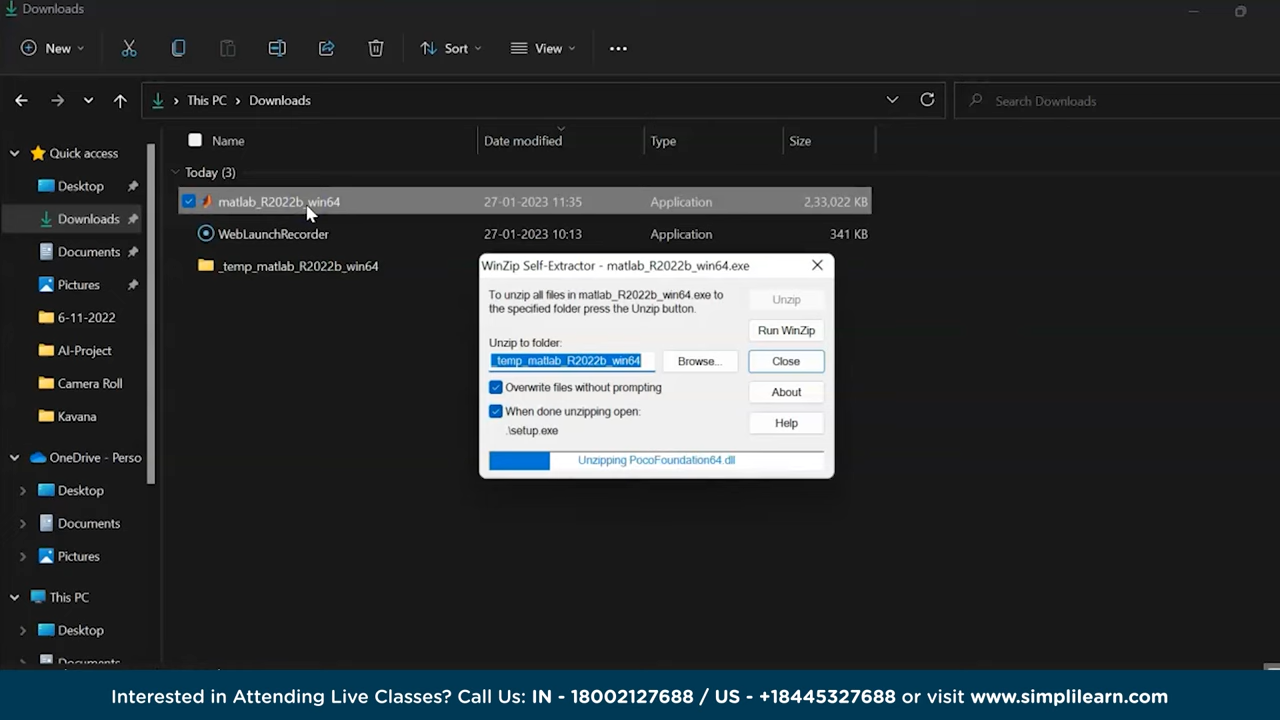 Downloads
New
Sort
View
This PC > Downloads
Search Downloads
Name
Date modified
Type
Size
Quick access
Desktop
Downloads
Documents
Pictures
6-11-2022
AI-Project
Camera Roll
Kavana
OneDrive - Perso
Desktop
Documents
Pictures
This PC
Desktop
Documents
Today (3)
matlab_R2022b_win64 27-01-2023 11:35 Application 2,33,022 KB
WebLaunchRecorder 27-01-2023 10:13 Application 341 KB
_temp_matlab_R2022b_win64
WinZip Self-Extractor - matlab_R2022b_win64.exe
To unzip all files in matlab_R2022b_win64.exe to
the specified folder press the Unzip button.
Unzip to folder:
_temp_matlab_R2022b_win64
Browse...
Overwrite files without prompting
When done unzipping open:
.\setup.exe
Unzip
Run WinZip
Close
About
Help
Unzipping PocoFoundation64.dll
Interested in Attending Live Classes? Call Us: IN - 18002127688 / US - +18445327688 or visit www.simplilearn.com